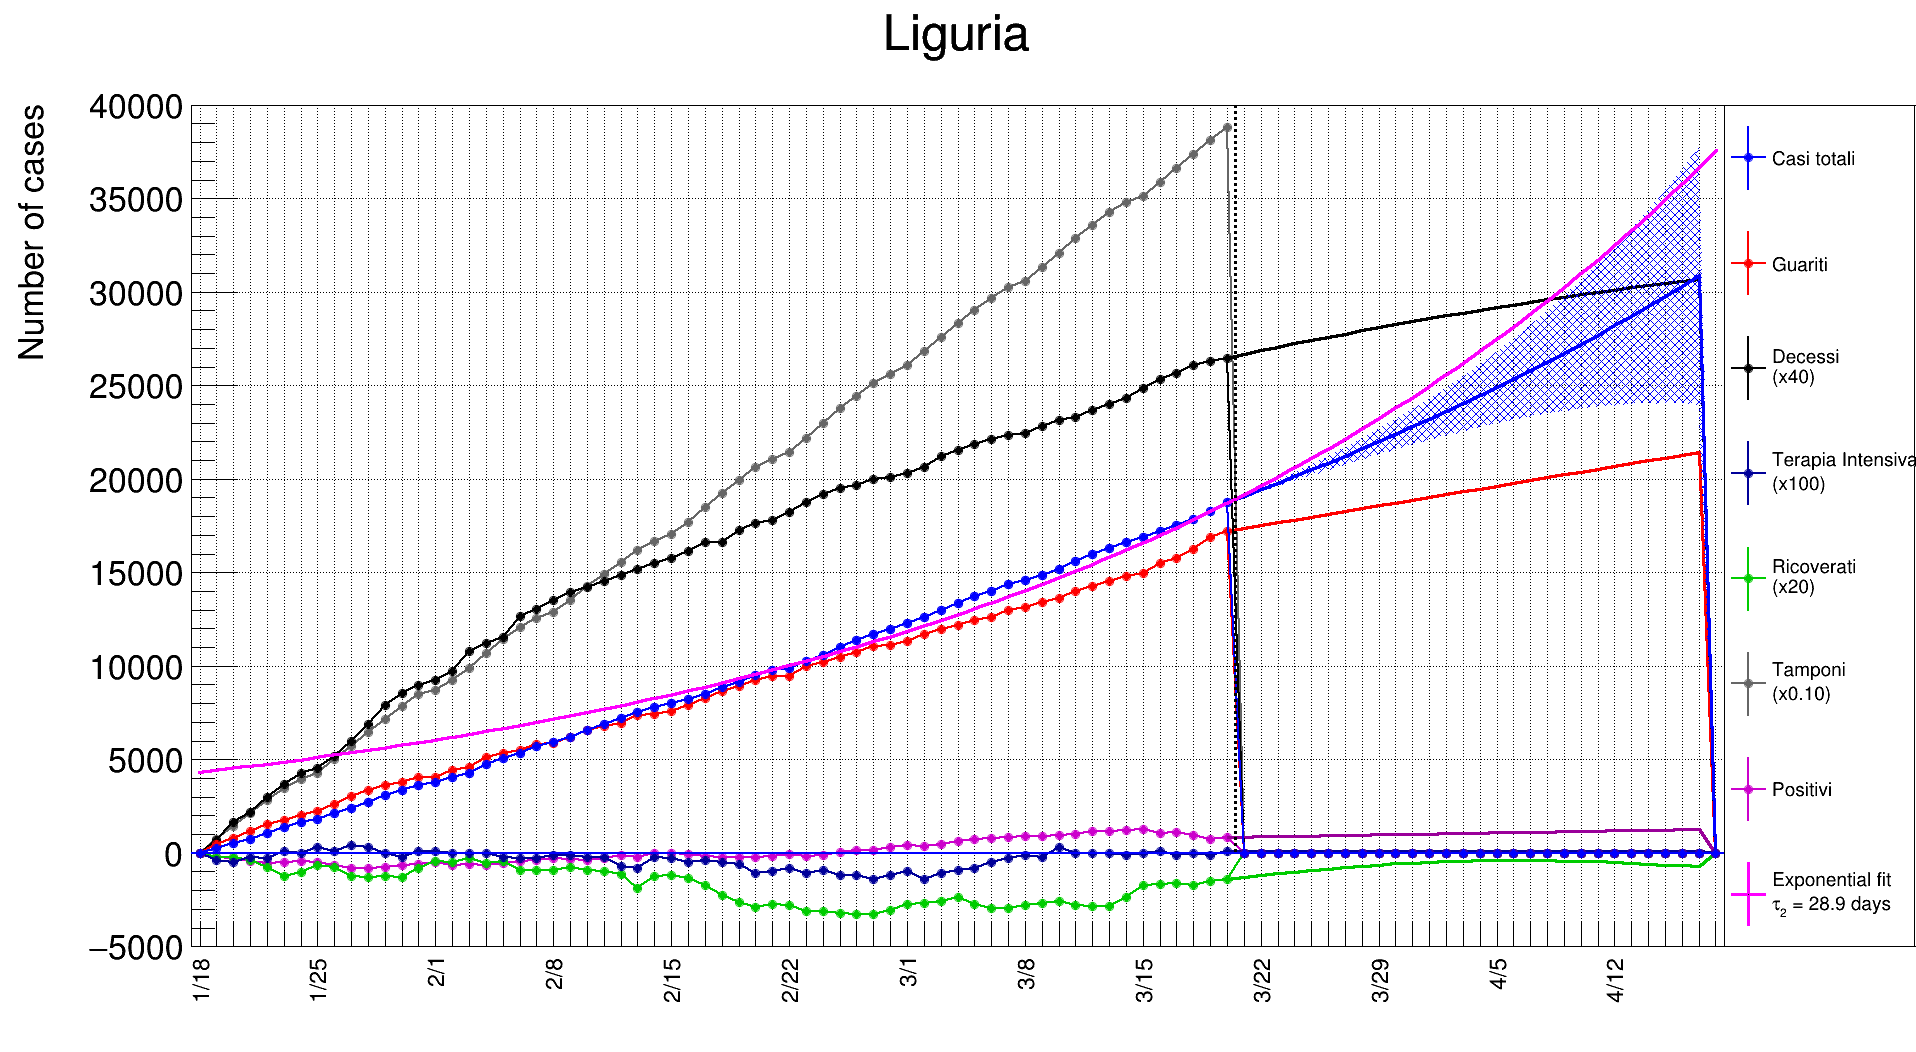 Liguria
Number of cases
40000
35000
30000
25000
20000
15000
10000
5000
0
−5000
1/18
1/25
2/1
2/8
2/15
2/22
3/1
3/8
3/15
3/22
3/29
4/5
4/12
Casi totali
Guariti
Decessi
(x40)
Terapia Intensiva
(x100)
Ricoverati
(x20)
Tamponi
(x0.10)
Positivi
Exponential fit
τ2 = 28.9 days